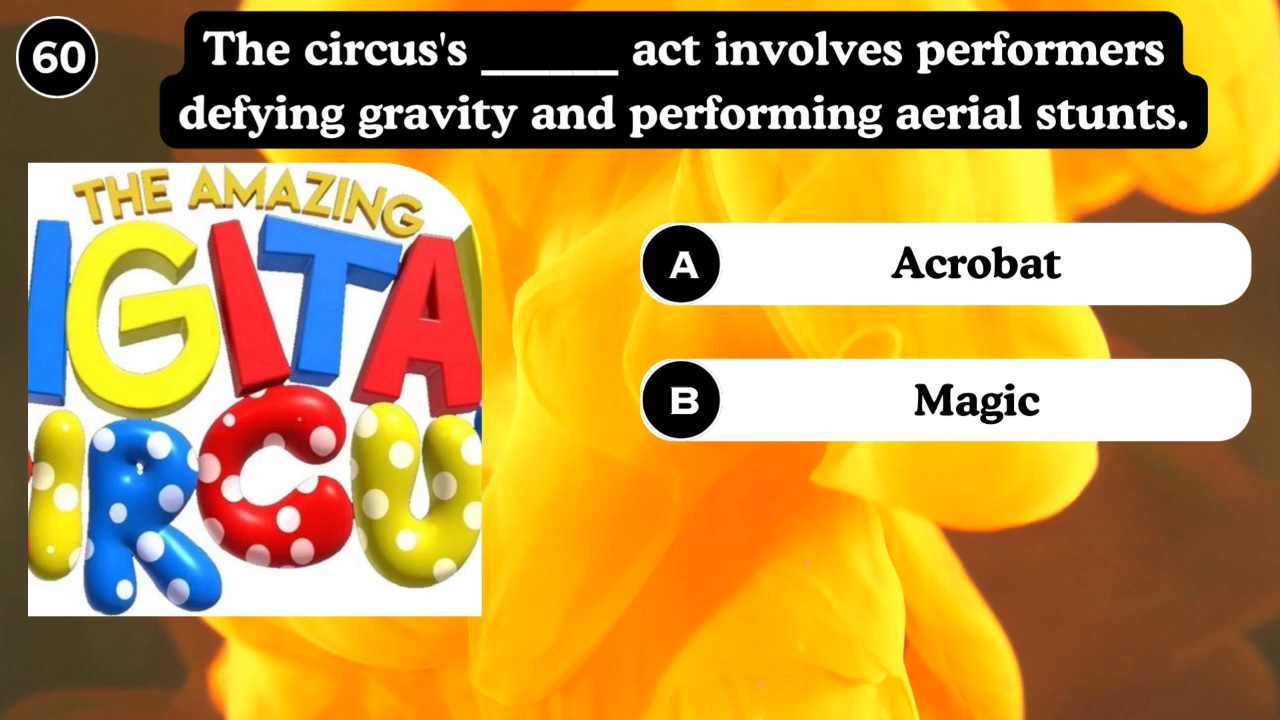 60
The circus's ______ act involves performers
defying gravity and performing aerial stunts.
THE AMAZING
IGITA
IRCU
A
Acrobat
B
Magic